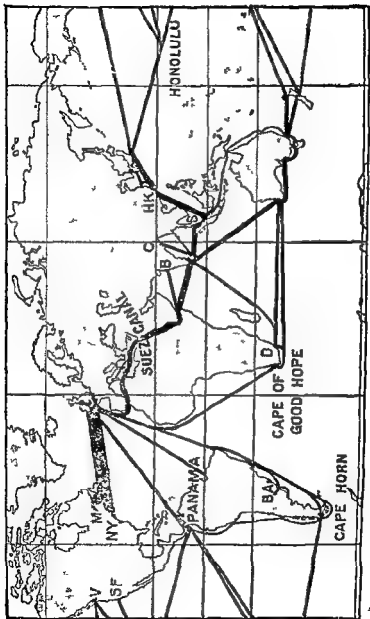 V
SF
M
NY
PANAMA
BA
CAPE HORN
L
SUEZ CANAL
CAPE OF
GOOD HOPE
D
B
C
S
HK
HONOLULU